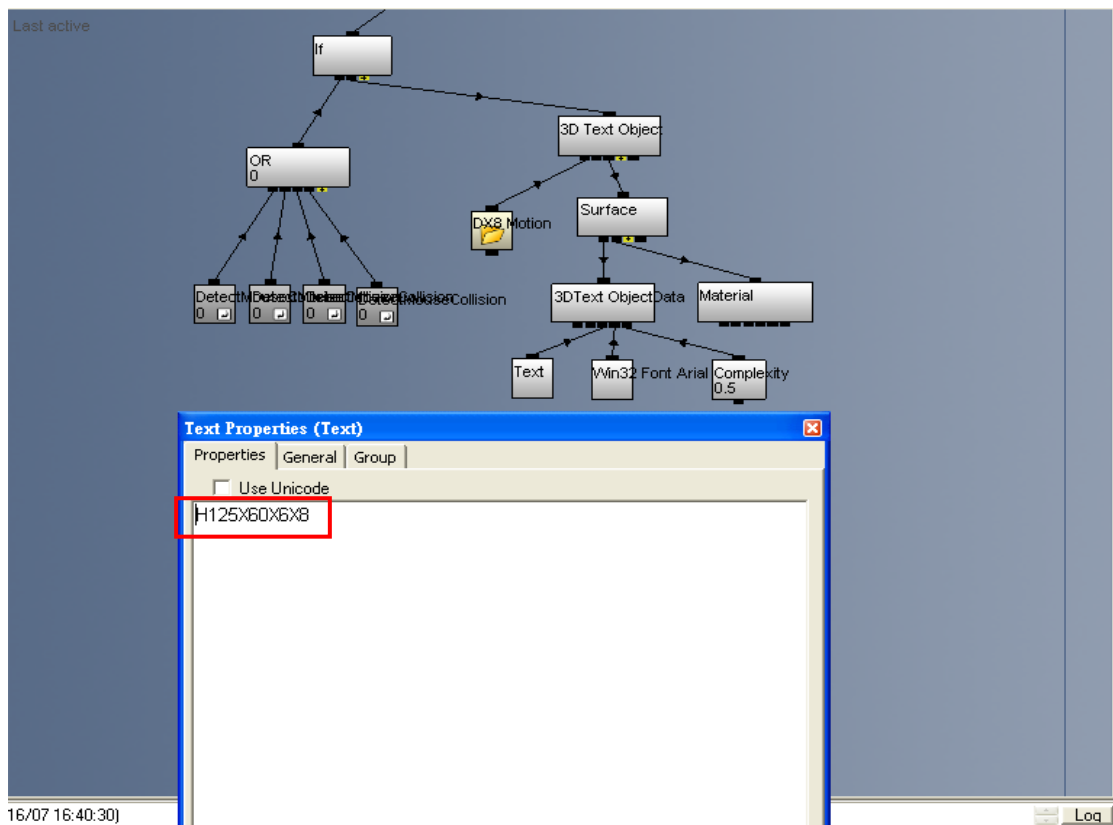 Last active
If
3D Text Object
OR
0
Surface
DX8 Motion
3DText ObjectData
Material
DetectMouseCollision
0
0
0
0
Text
Win32 Font Arial
Complexity
0.5
Text Properties (Text)
Properties
General
Group
Use Unicode
H125X60X6X8
16/07 16:40:30)
Log